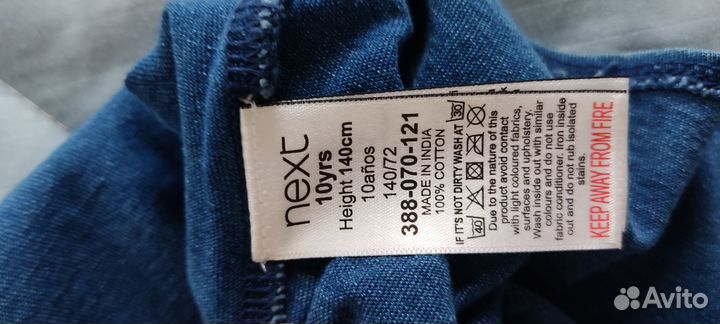 next
10yrs
Height 140cm
10años
140/72
388-070-121
MADE IN INDIA
100% COTTON
IF IT'S NOT DIRTY WASH AT 30
40
Due to the nature of this
product avoid contact
with light coloured fabrics,
surfaces and upholstery.
Wash inside out with similar
colours and do not use
fabric conditioner. Iron inside
out and do not rub isolated
stains.
KEEP AWAY FROM FIRE
Avito